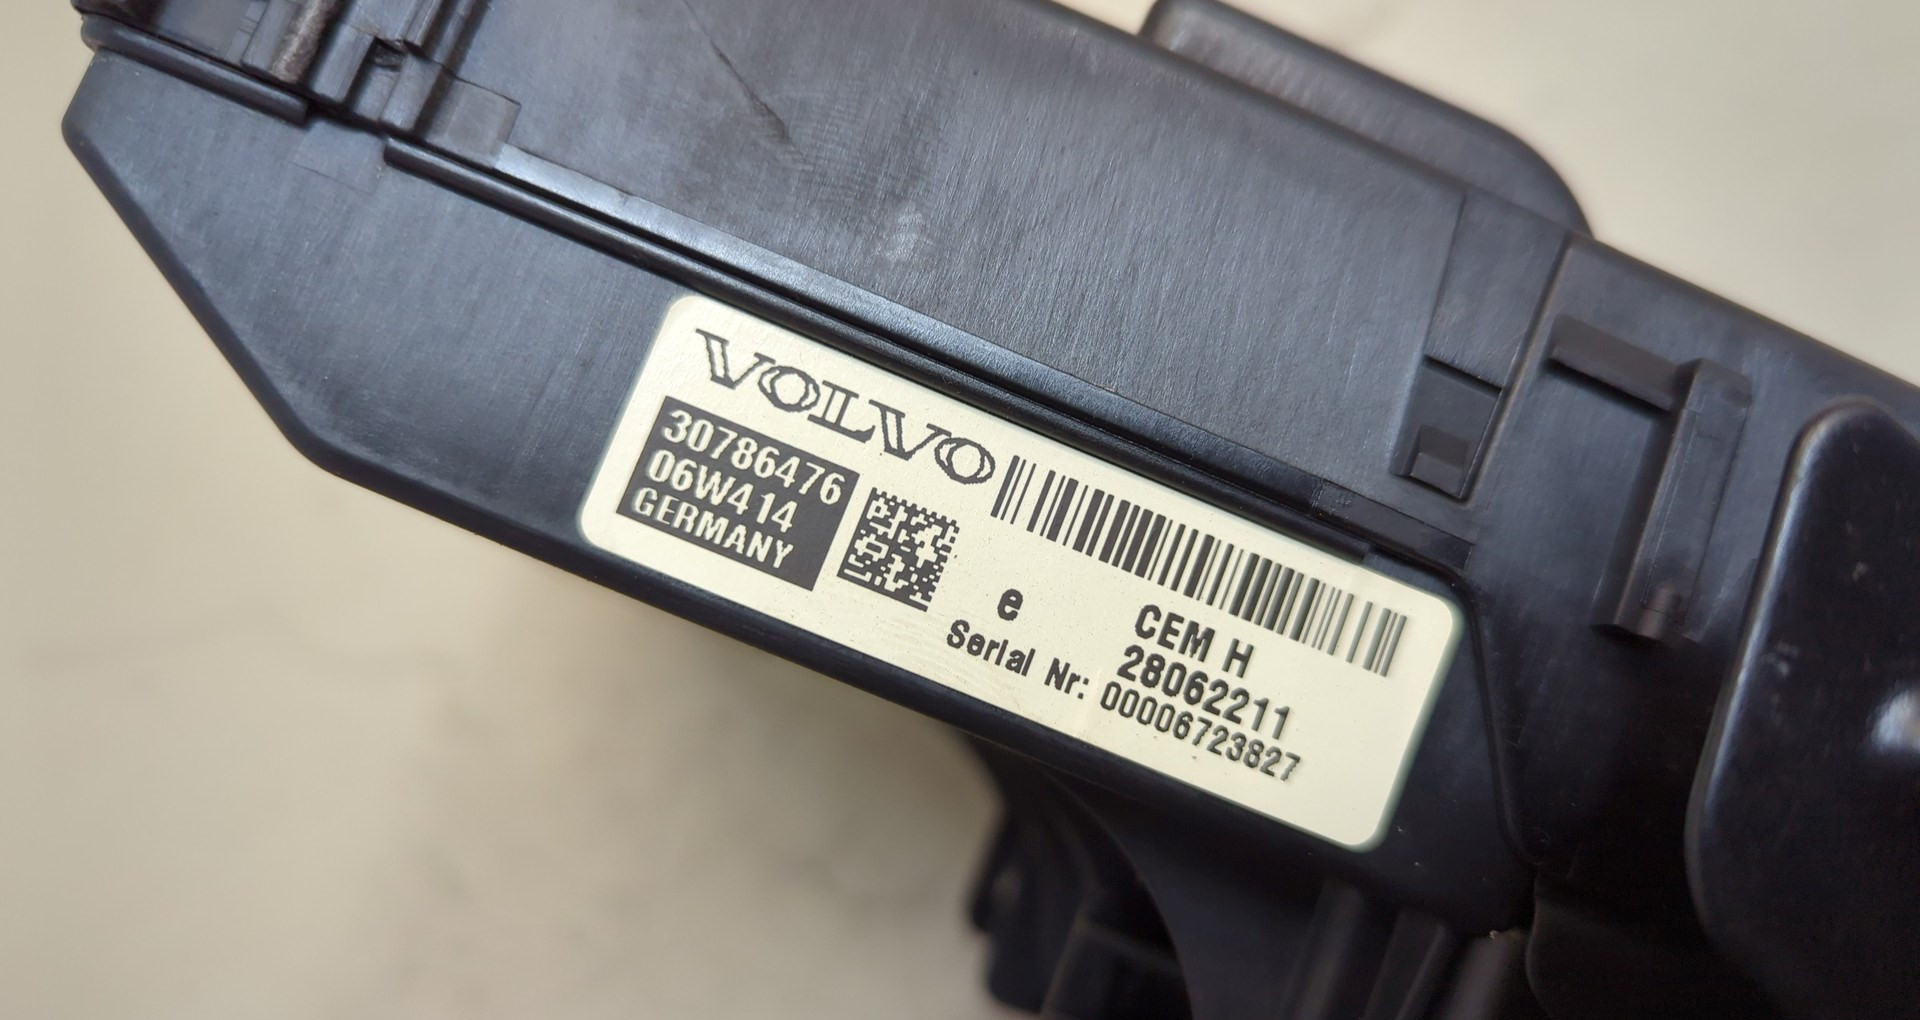 VOLVO
30786476
06W414
GERMANY
e
CEM H
28062211
Serial Nr: 00006723827